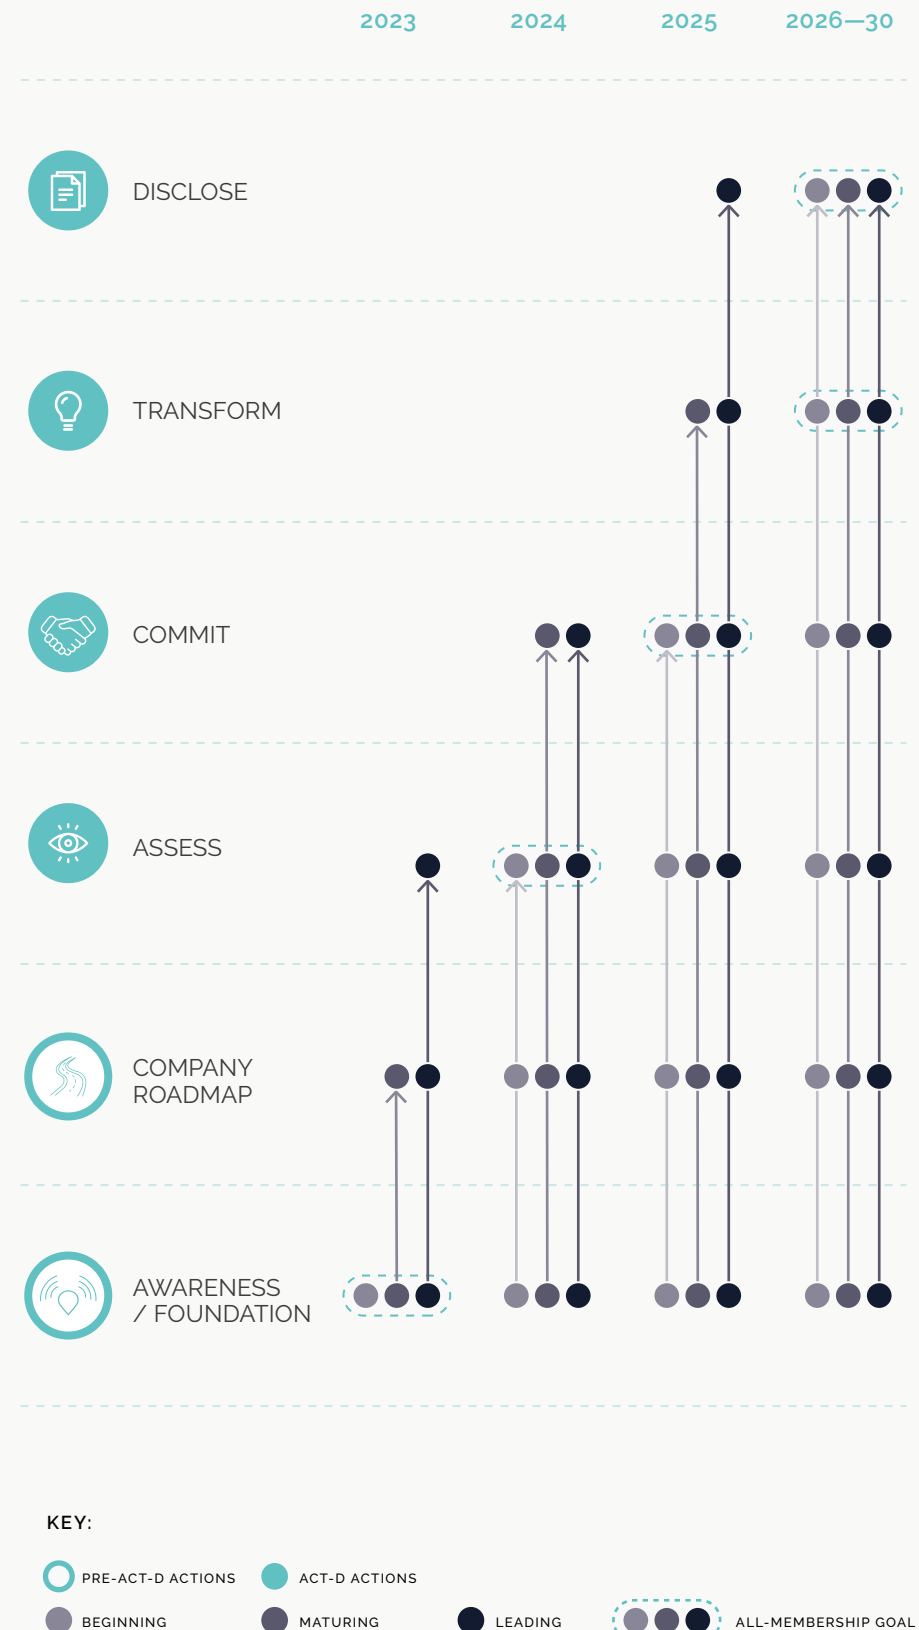 2023 2024 2025 2026—30
DISCLOSE
TRANSFORM
COMMIT
ASSESS
COMPANY
ROADMAP
AWARENESS
/ FOUNDATION
KEY:
PRE-ACT-D ACTIONS ACT-D ACTIONS
BEGINNING MATURING LEADING ALL-MEMBERSHIP GOAL